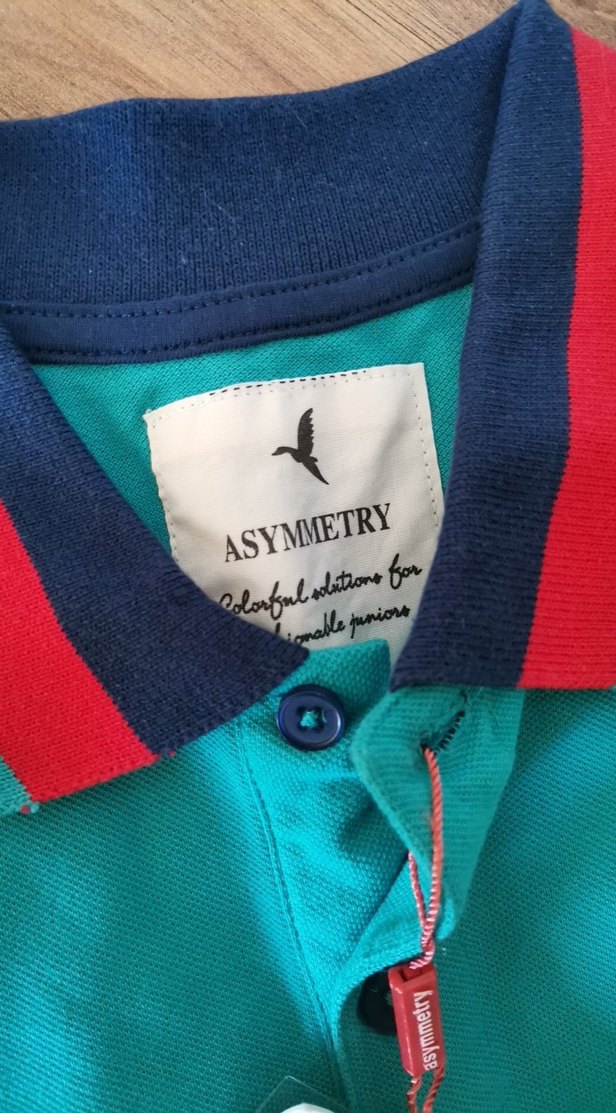 ASYMMETRY
Colorful solutions for
juniors
asymmetry